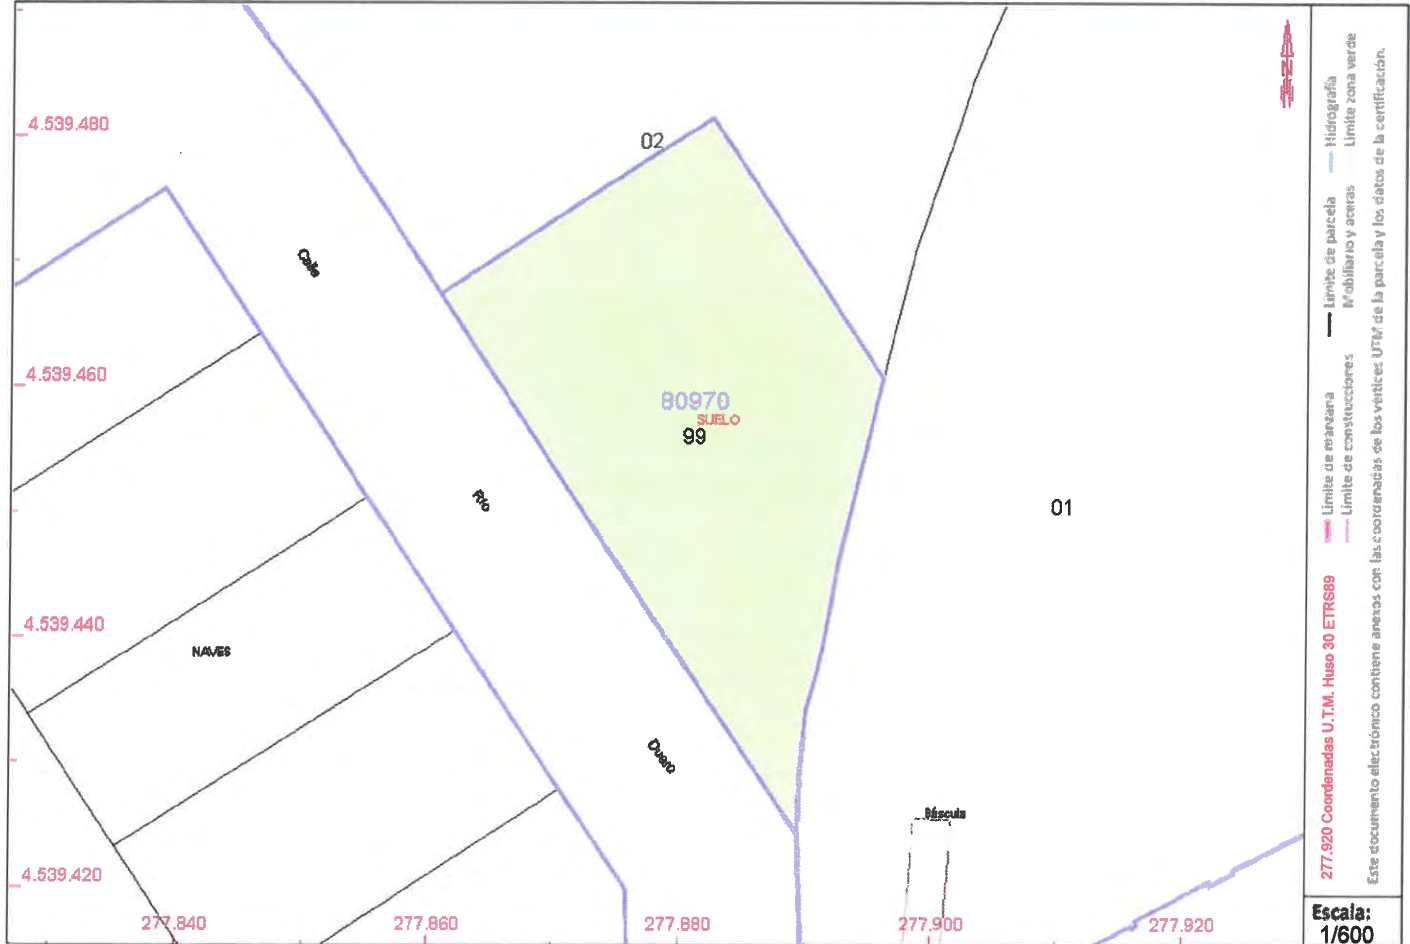 4.539.480
02
Calle
4.539.460
80970
SUELO
99
Río
01
4.539.440
NAVES
Duero
Báscula
4.539.420
277.840
277.860
277.880
277.900
277.920
N
277.920 Coordenadas U.T.M. Huso 30 ETRS89
Límite de manzana
Límite de parcela
Hidrografía
Límite de construcciones
Mobiliario y aceras
Límite zona verde
Este documento electrónico contiene anexos con las coordenadas de los vértices UTM de la parcela y los datos de la certificación.
Escala:
1/600